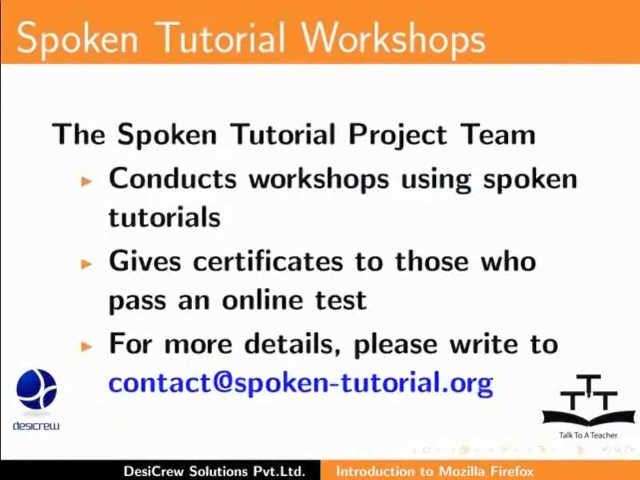 Spoken Tutorial Workshops
The Spoken Tutorial Project Team
Conducts workshops using spoken
tutorials
Gives certificates to those who
pass an online test
For more details, please write to
contact@spoken-tutorial.org
desicrew
TTT
Talk To A Teacher
DesiCrew Solutions Pvt.Ltd.
Introduction to Mozilla Firefox